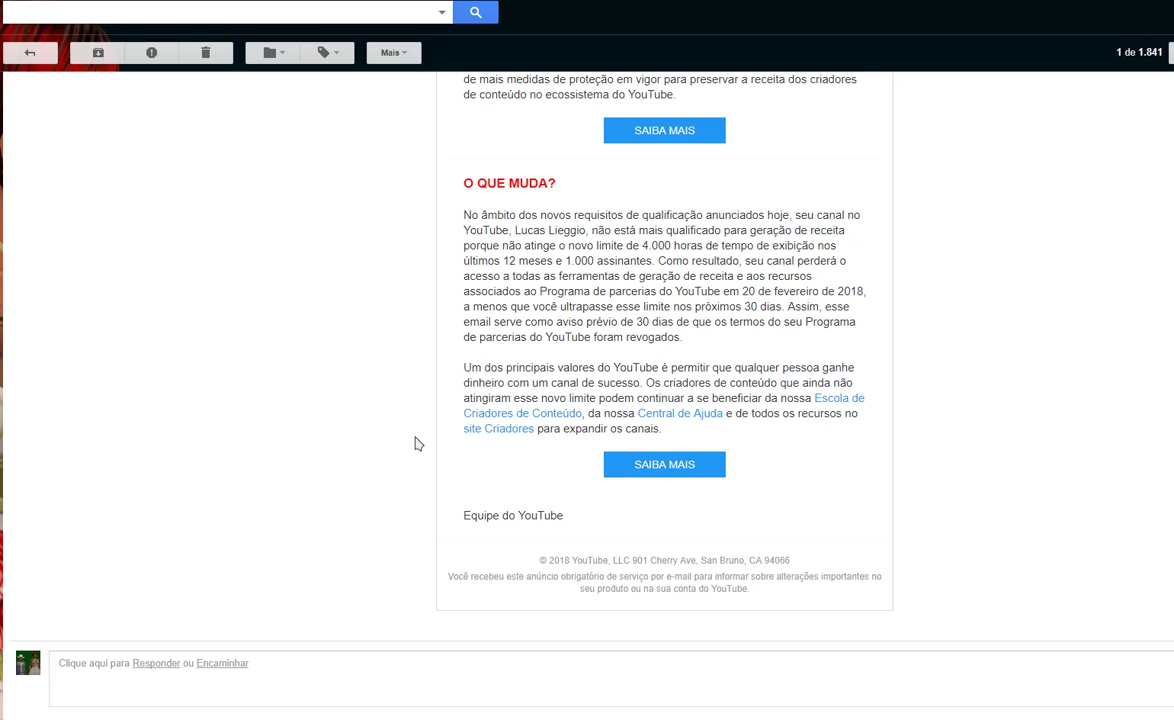 Mais
1 de 1.841
de mais medidas de proteção em vigor para preservar a receita dos criadores
de conteúdo no ecossistema do YouTube.
SAIBA MAIS
O QUE MUDA?
No âmbito dos novos requisitos de qualificação anunciados hoje, seu canal no
YouTube, Lucas Lieggio, não está mais qualificado para geração de receita
porque não atinge o novo limite de 4.000 horas de tempo de exibição nos
últimos 12 meses e 1.000 assinantes. Como resultado, seu canal perderá o
acesso a todas as ferramentas de geração de receita e aos recursos
associados ao Programa de parcerias do YouTube em 20 de fevereiro de 2018,
a menos que você ultrapasse esse limite nos próximos 30 dias. Assim, esse
email serve como aviso prévio de 30 dias de que os termos do seu Programa
de parcerias do YouTube foram revogados.
Um dos principais valores do YouTube é permitir que qualquer pessoa ganhe
dinheiro com um canal de sucesso. Os criadores de conteúdo que ainda não
atingiram esse novo limite podem continuar a se beneficiar da nossa Escola de
Criadores de Conteúdo, da nossa Central de Ajuda e de todos os recursos no
site Criadores para expandir os canais.
SAIBA MAIS
Equipe do YouTube
© 2018 YouTube, LLC 901 Cherry Ave, San Bruno, CA 94066
Você recebeu este anúncio obrigatório de serviço por e-mail para informar sobre alterações importantes no
seu produto ou na sua conta do YouTube.
Clique aqui para Responder ou Encaminhar